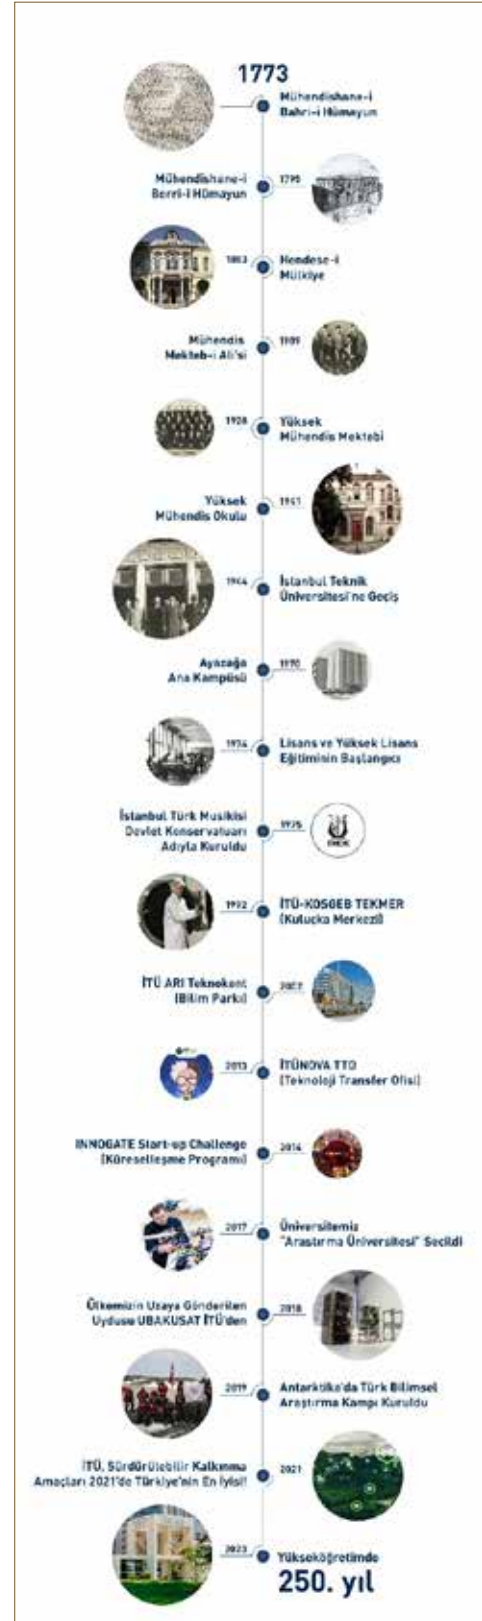 1773
Mühendishane-i
Bahri-i Hümayun
Mühendishane-i
Berri-i Hümayun
1795
1883
Hendese-i
Mülkiye
Mühendis
Mekteb-i Ali'si
1909
1928
Yüksek
Mühendis Mektebi
Yüksek
Mühendis Okulu
1941
1944
İstanbul Teknik
Üniversitesi'ne Geçiş
Ayazağa
Ana Kampüsü
1970
1974
Lisans ve Yüksek Lisans
Eğitiminin Başlangıcı
İstanbul Türk Musikisi
Devlet Konservatuarı
Adıyla Kuruldu
1975
1992
İTÜ-KOSGEB TEKMER
(Kuluçka Merkezi)
İTÜ ARI Teknokent
(Bilim Parkı)
2002
2013
İTÜNOVA TTO
(Teknoloji Transfer Ofisi)
INNOGATE Start-up Challenge
(Küreselleşme Programı)
2014
2017
Üniversitemiz
"Araştırma Üniversitesi" Seçildi
Ülkemizin Uzaya Gönderilen
Uydusu UBAKUSAT İTÜ'den
2018
2019
Antarktika'da Türk Bilimsel
Araştırma Kampı Kuruldu
İTÜ, Sürdürülebilir Kalkınma
Amaçları 2021'de Türkiye'nin En İyisi!
2021
2023
Yükseköğretimde
250. yıl